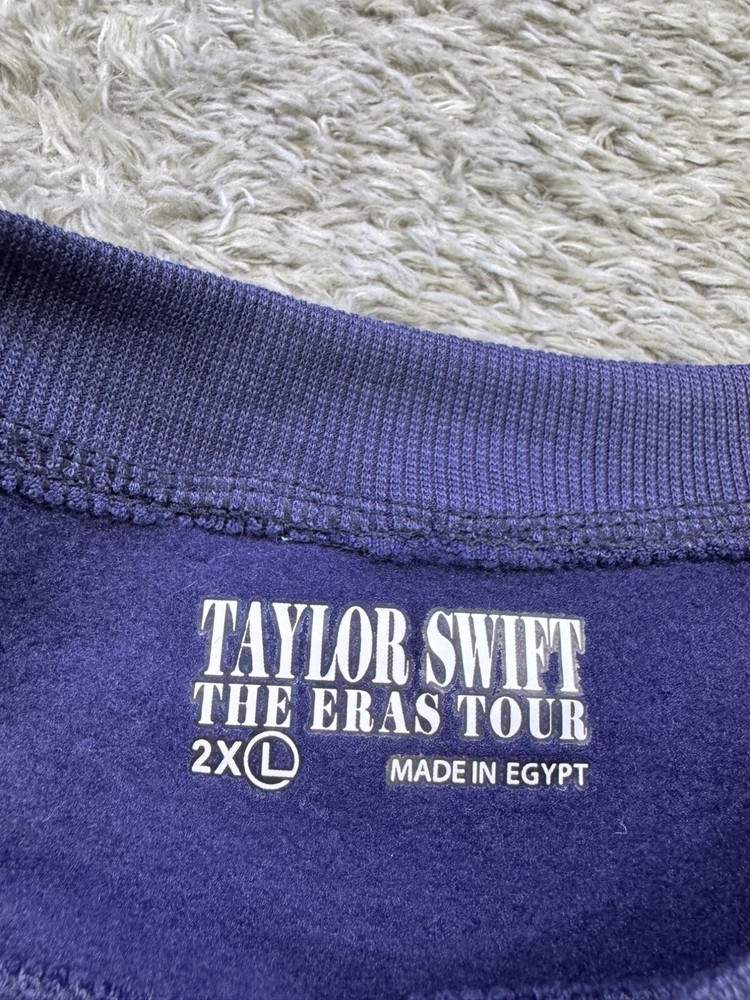 TAYLOR SWIFT
THE ERAS TOUR
2XL MADE IN EGYPT